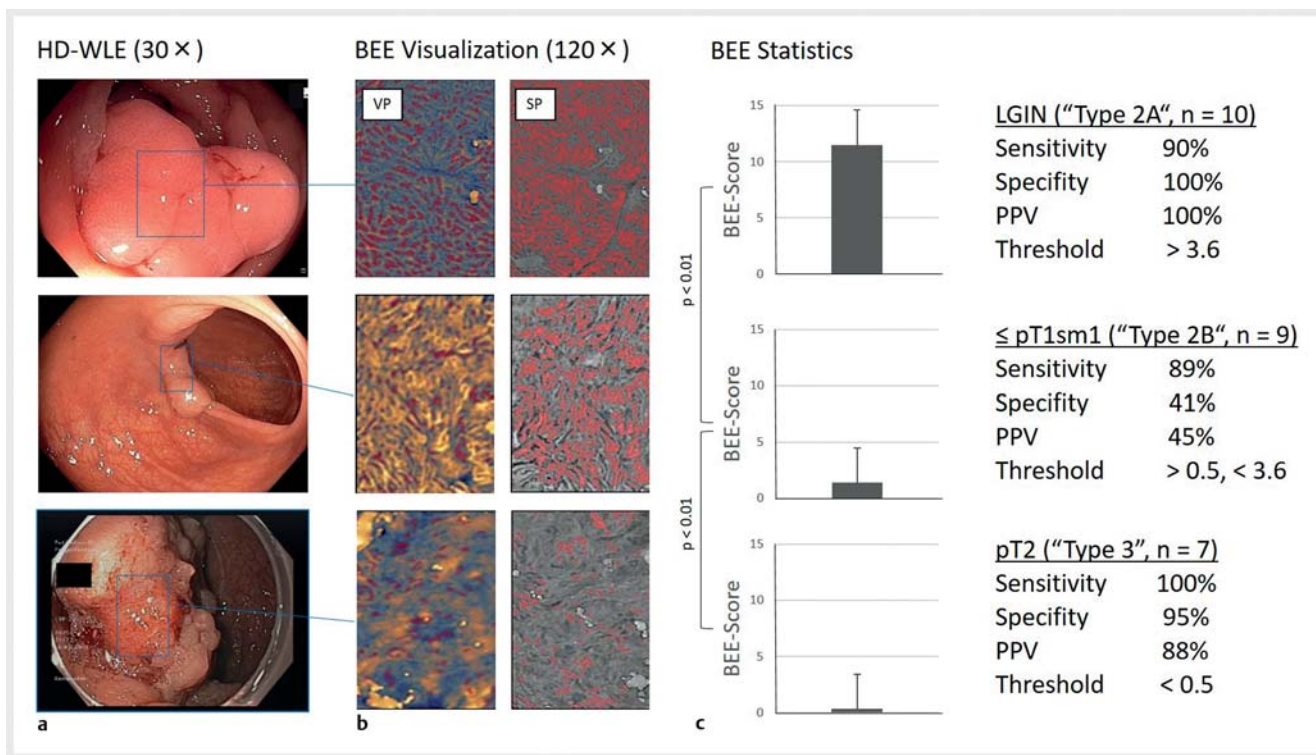 HD-WLE (30 ×)
BEE Visualization (120 ×)
BEE Statistics
VP
SP
15
10
5
0
BEE-Score
LGIN ("Type 2A“, n = 10)
Sensitivity 90%
Specifity 100%
PPV 100%
Threshold > 3.6
p < 0.01
15
10
5
0
BEE-Score
≤ pT1sm1 ("Type 2B“, n = 9)
Sensitivity 89%
Specifity 41%
PPV 45%
Threshold > 0.5, < 3.6
p < 0.01
15
10
5
0
BEE-Score
pT2 ("Type 3”, n = 7)
Sensitivity 100%
Specifity 95%
PPV 88%
Threshold < 0.5
a
b
c